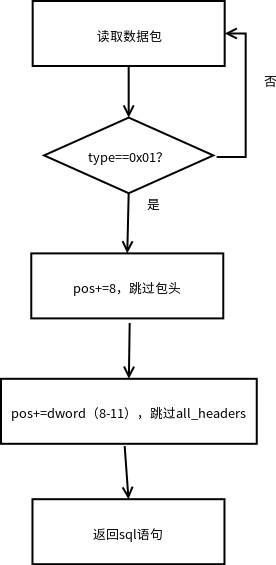 读取数据包
否
type==0x01?
是
pos+=8，跳过包头
pos+=dword（8-11），跳过all_headers
返回sql语句